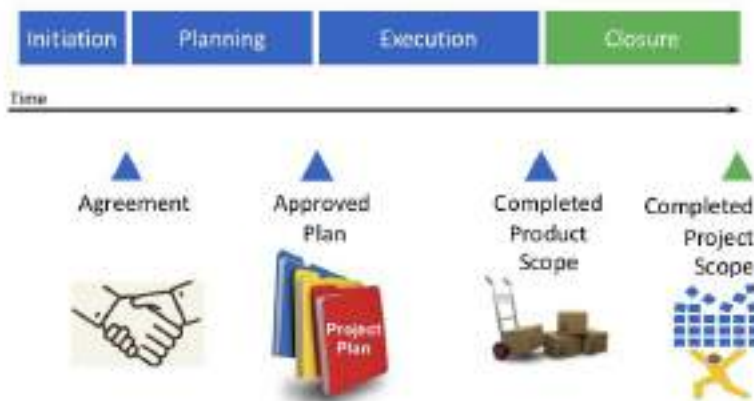 Initiation
Planning
Execution
Closure
Time
Agreement
Approved
Plan
Completed
Product
Scope
Completed
Project
Scope
Project
Plan